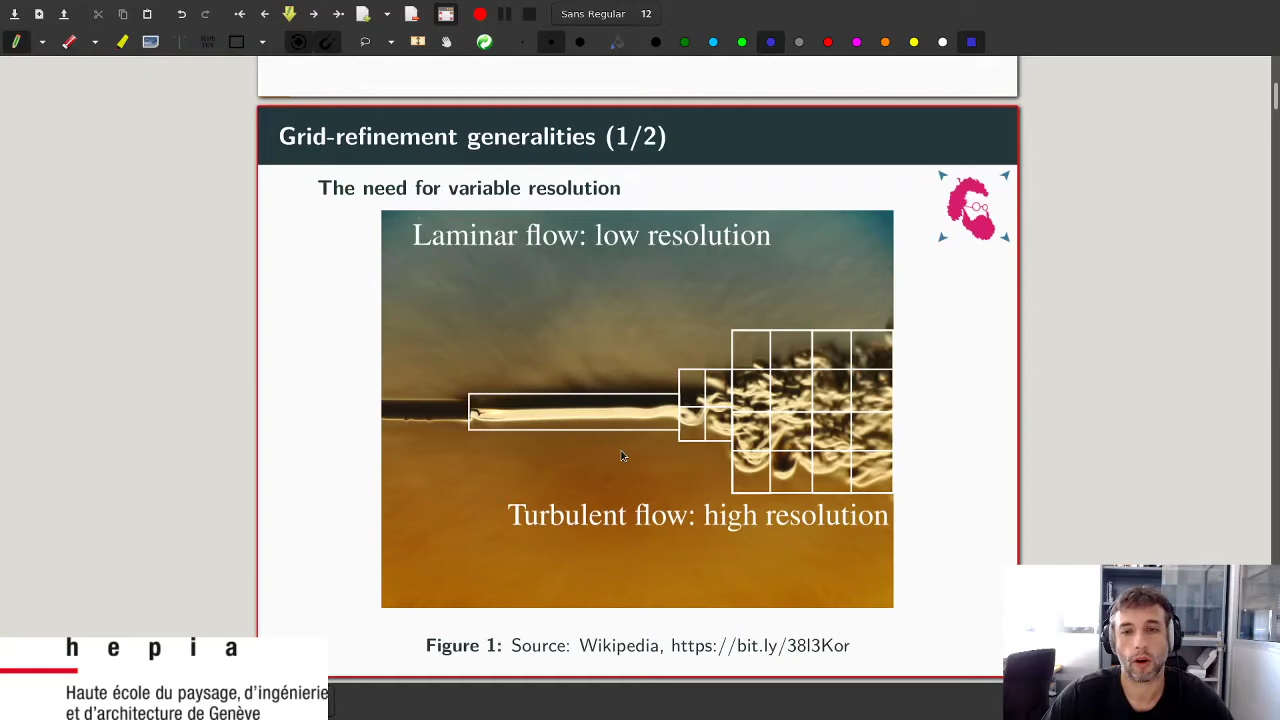 Sans Regular 12
Grid-refinement generalities (1/2)
The need for variable resolution
Laminar flow: low resolution
Turbulent flow: high resolution
Figure 1: Source: Wikipedia, https://bit.ly/38l3Kor
hepia
Haute école du paysage, d'ingénierie
et d'architecture de Genève